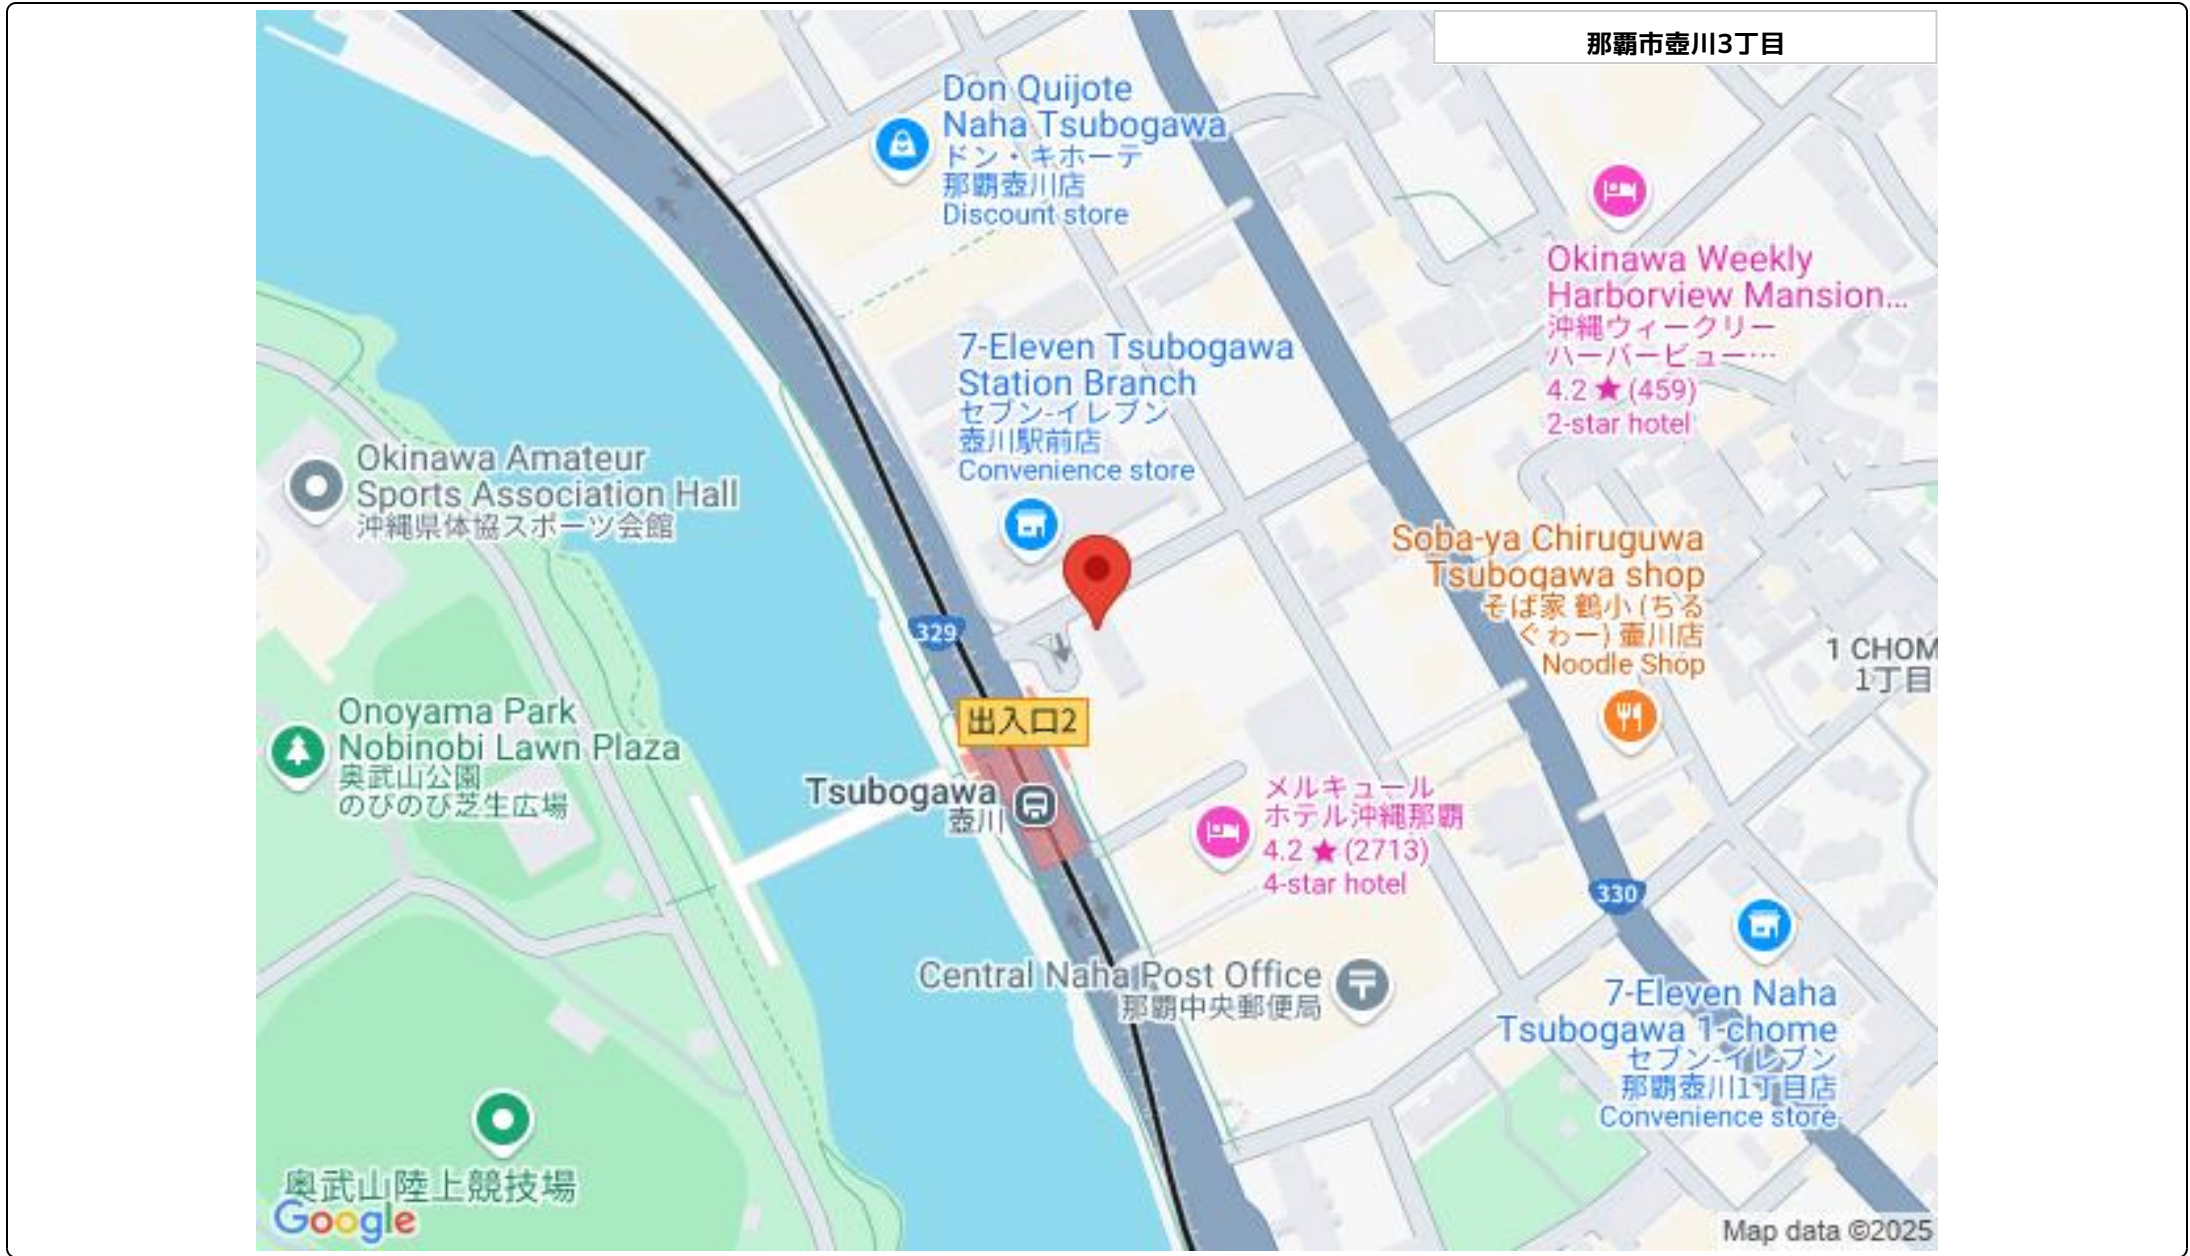 那覇市壺川3丁目
Don Quijote
Naha Tsubogawa
ドン・キホーテ
那覇壺川店
Discount store
Okinawa Weekly
Harborview Mansion...
沖縄ウィークリー
ハーバービュー…
4.2 ★ (459)
2-star hotel
7-Eleven Tsubogawa
Station Branch
セブン-イレブン
壺川駅前店
Convenience store
Okinawa Amateur
Sports Association Hall
沖縄県体協スポーツ会館
Soba-ya Chiruguwa
Tsubogawa shop
そば家 鶴小 (ちる
ぐゎー) 壷川店
Noodle Shop
329
1 CHOM
1丁目
Onoyama Park
Nobinobi Lawn Plaza
奥武山公園
のびのび芝生広場
出入口2
Tsubogawa
壺川
メルキュール
ホテル沖縄那覇
4.2 ★ (2713)
4-star hotel
330
Central Naha Post Office
那覇中央郵便局
7-Eleven Naha
Tsubogawa 1-chome
セブン-イレブン
那覇壺川1丁目店
Convenience store
奥武山陸上競技場
Google
Map data ©2025